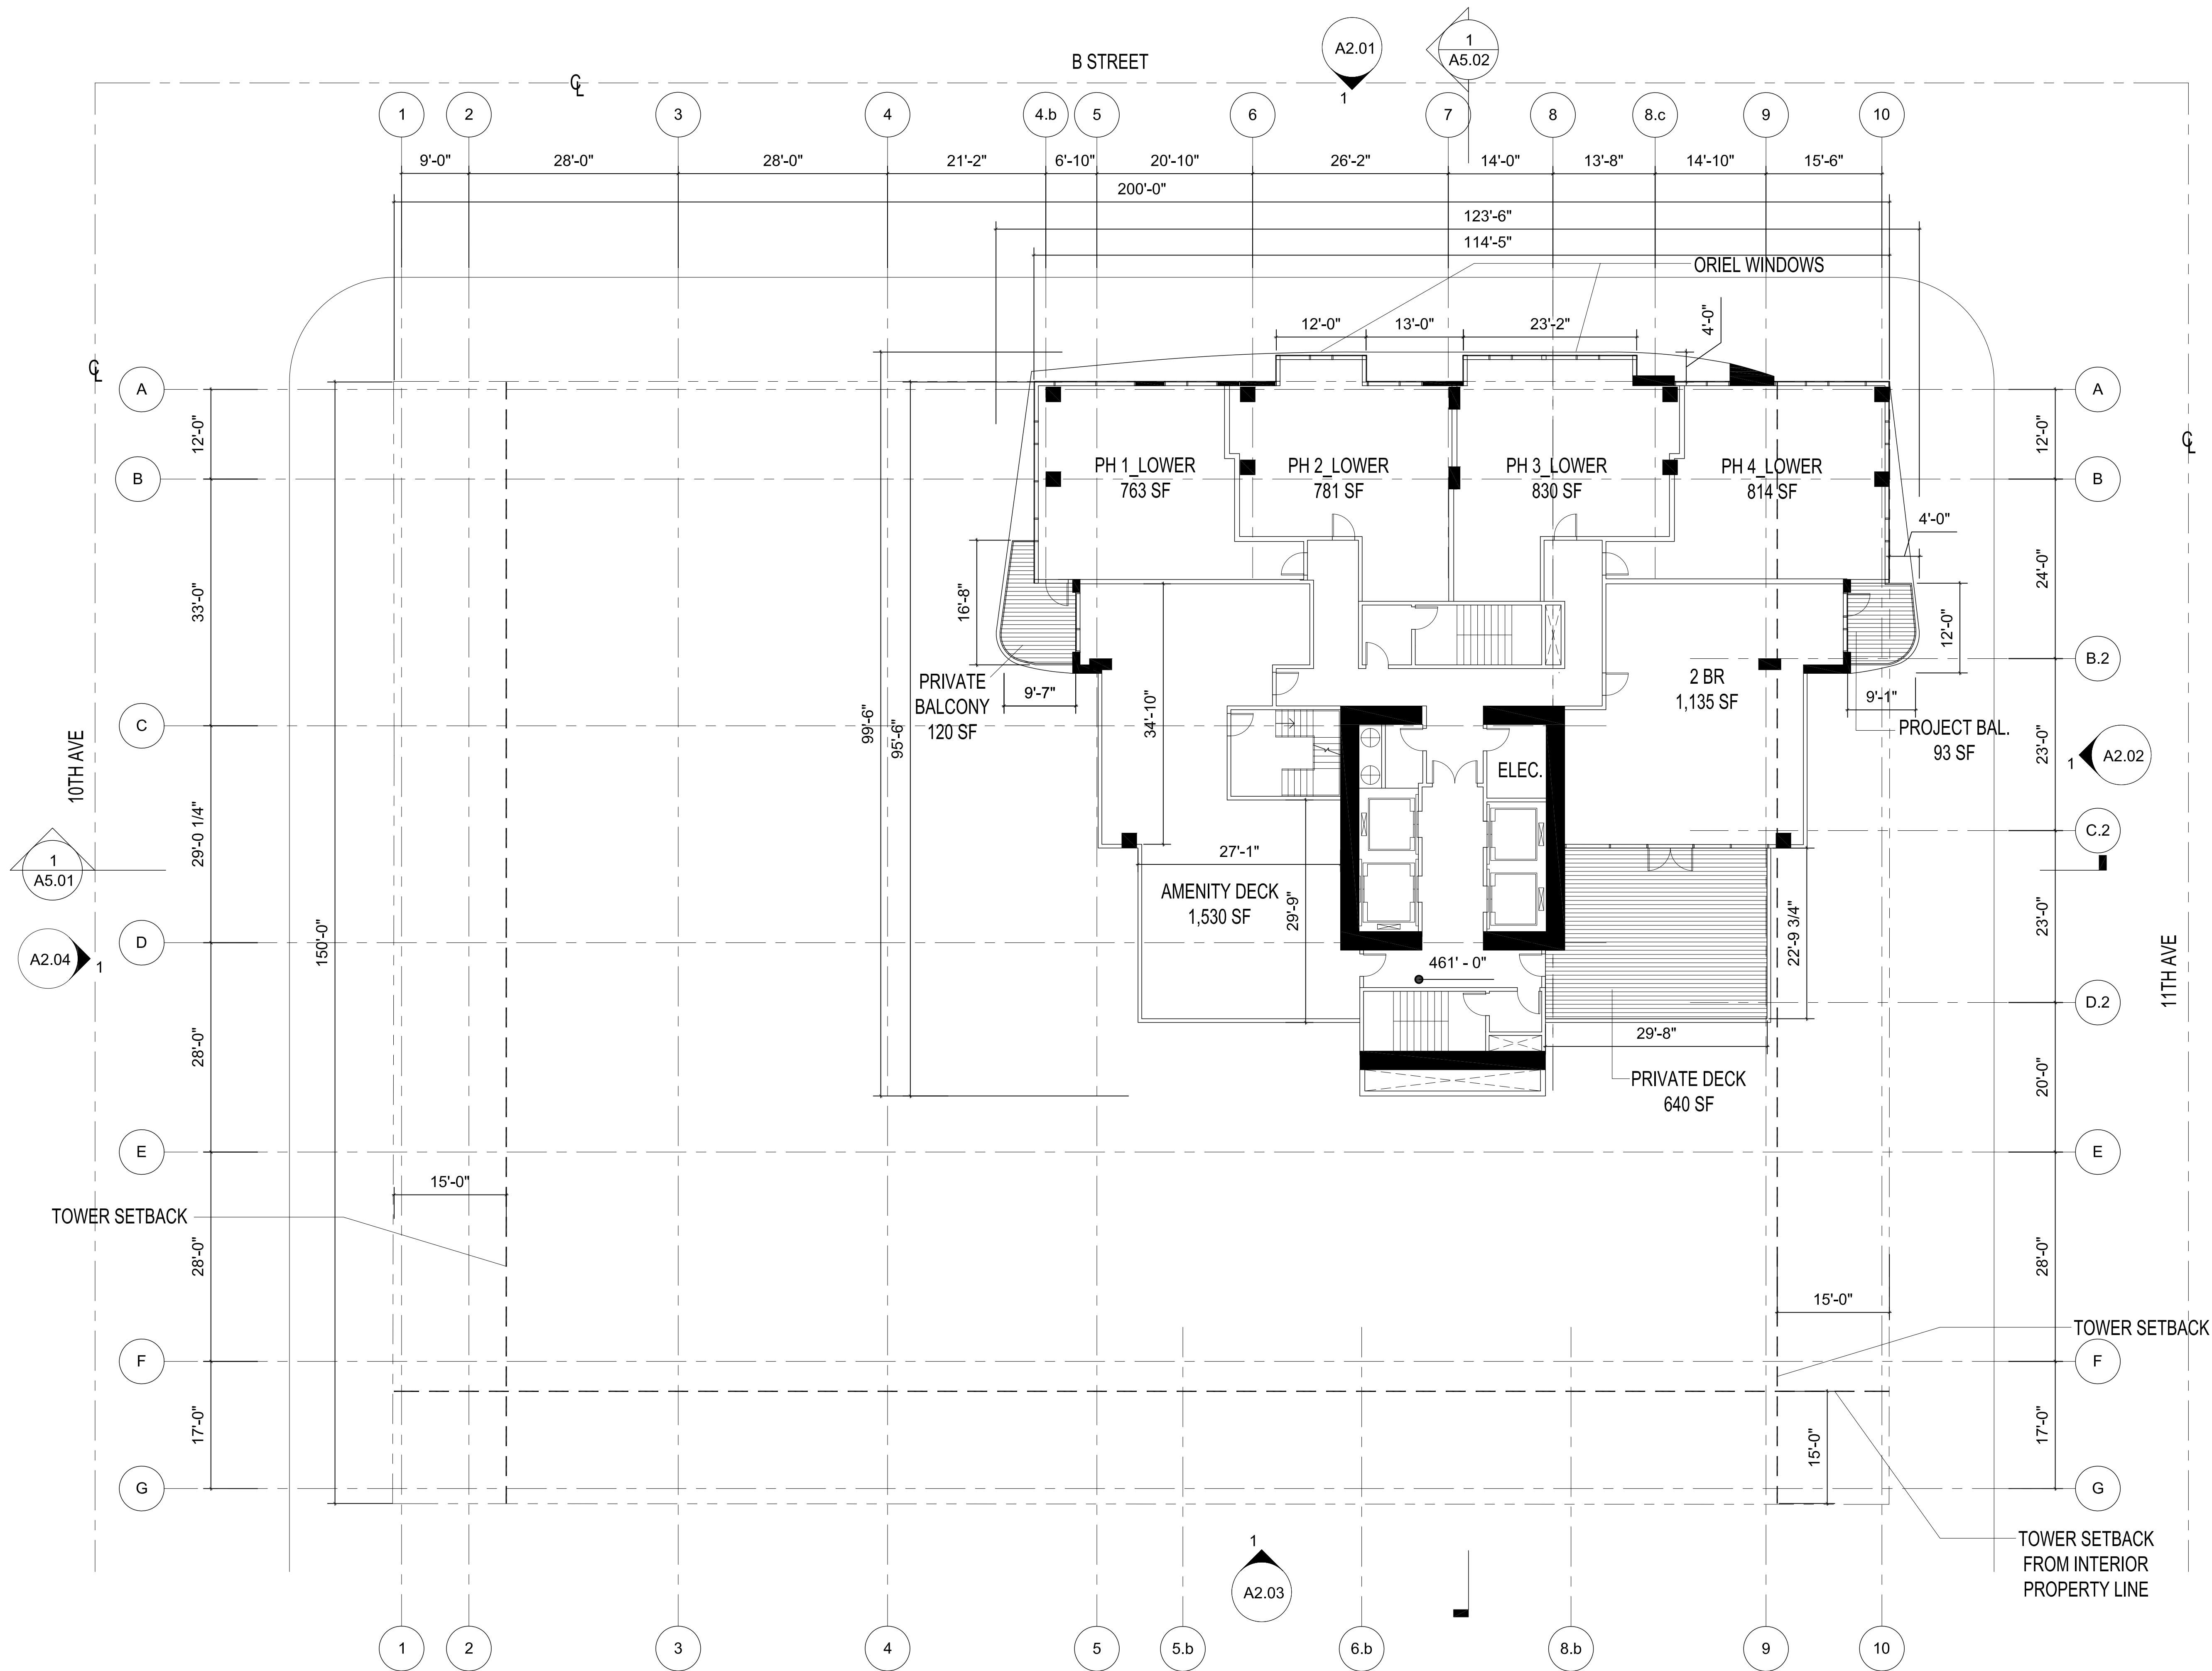 B STREET
A2.01
1
1
A5.02
℄
1
2
3
4
4.b
5
6
7
8
8.c
9
10
9'-0"
28'-0"
28'-0"
21'-2"
6'-10"
20'-10"
26'-2"
14'-0"
13'-8"
14'-10"
15'-6"
200'-0"
123'-6"
114'-5"
ORIEL WINDOWS
12'-0"
13'-0"
23'-2"
4'-0"
℄
A
A
12'-0"
12'-0"
℄
PH 1_LOWER
763 SF
PH 2_LOWER
781 SF
PH 3_LOWER
830 SF
PH 4_LOWER
814 SF
B
B
4'-0"
24'-0"
33'-0"
16'-8"
12'-0"
B.2
PRIVATE
BALCONY
120 SF
9'-7"
34'-10"
2 BR
1,135 SF
9'-1"
PROJECT BAL.
93 SF
99'-6"
95'-6"
C
10TH AVE
23'-0"
1
A2.02
ELEC.
29'-0 1/4"
C.2
1
A5.01
27'-1"
AMENITY DECK
1,530 SF
29'-9"
23'-0"
22'-9 3/4"
150'-0"
D
A2.04
1
461' - 0"
11TH AVE
D.2
28'-0"
29'-8"
20'-0"
PRIVATE DECK
640 SF
E
E
15'-0"
TOWER SETBACK
28'-0"
28'-0"
15'-0"
TOWER SETBACK
F
F
17'-0"
17'-0"
15'-0"
G
G
TOWER SETBACK
FROM INTERIOR
PROPERTY LINE
1
A2.03
1
2
3
4
5
5.b
6.b
8.b
9
10